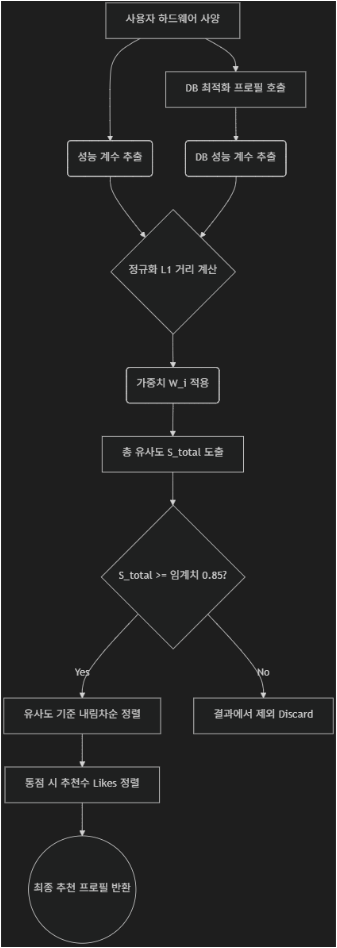 사용자 하드웨어 사양
DB 최적화 프로필 호출
성능 계수 추출
DB 성능 계수 추출
정규화 L1 거리 계산
가중치 W_i 적용
총 유사도 S_total 도출
S_total >= 임계치 0.85?
Yes
No
유사도 기준 내림차순 정렬
결과에서 제외 Discard
동점 시 추천수 Likes 정렬
최종 추천 프로필 반환